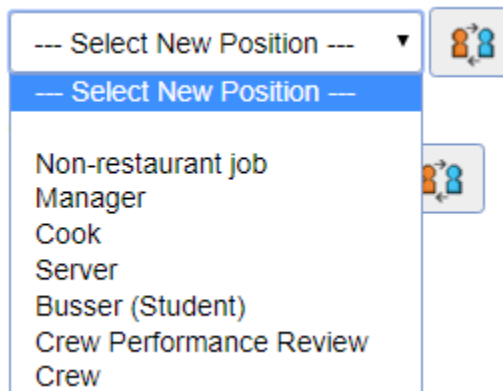 --- Select New Position ---
--- Select New Position ---
Non-restaurant job
Manager
Cook
Server
Busser (Student)
Crew Performance Review
Crew